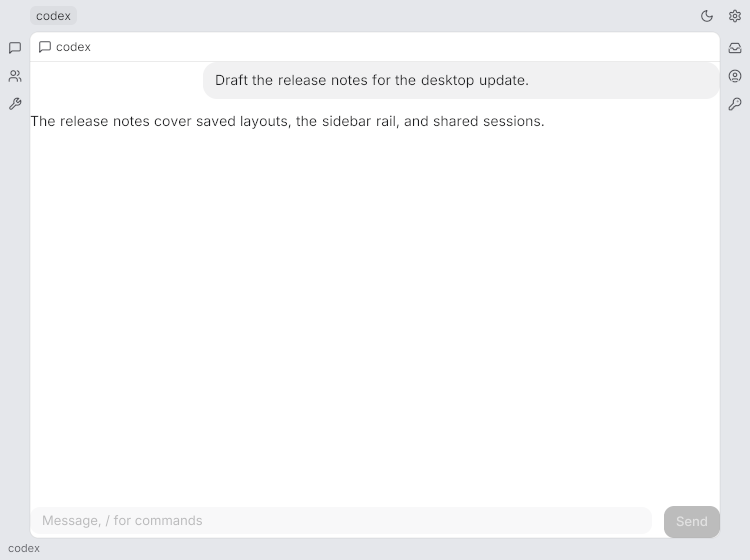 codex
codex
Draft the release notes for the desktop update.
The release notes cover saved layouts, the sidebar rail, and shared sessions.
Message, / for commands
Send
codex